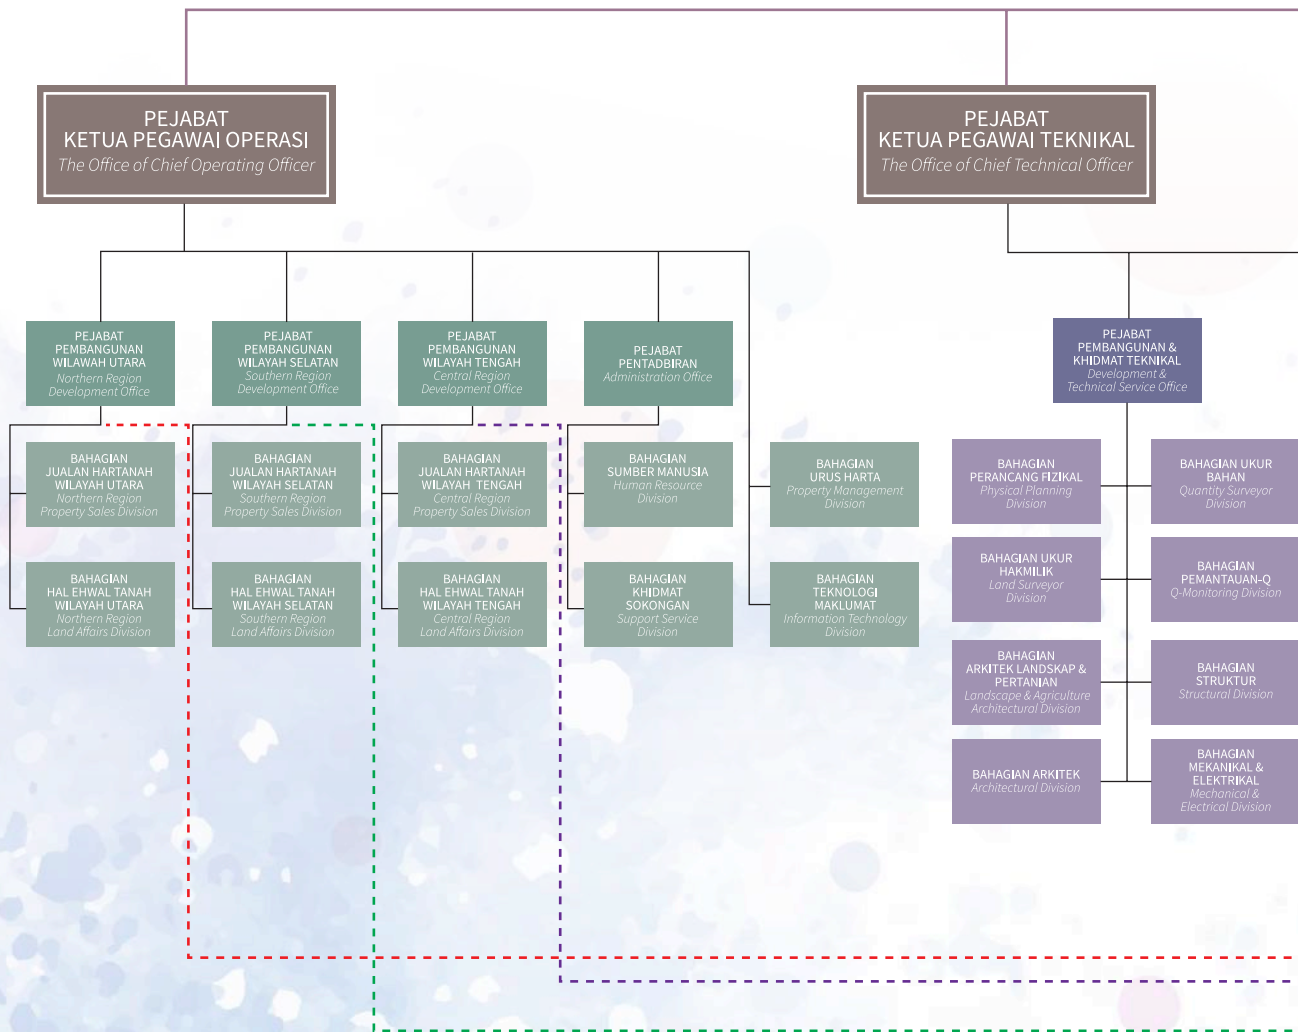 PEJABAT
KETUA PEGAWAI OPERASI
The Office of Chief Operating Officer
PEJABAT
KETUA PEGAWAI TEKNIKAL
The Office of Chief Technical Officer
PEJABAT
PEMBANGUNAN
WILAWAH UTARA
Northern Region
Development Office
PEJABAT
PEMBANGUNAN
WILAYAH SELATAN
Southern Region
Development Office
PEJABAT
PEMBANGUNAN
WILAYAH TENGAH
Central Region
Development Office
PEJABAT
PENTADBIRAN
Administration Office
PEJABAT
PEMBANGUNAN &
KHIDMAT TEKNIKAL
Development &
Technical Service Office
BAHAGIAN
JUALAN HARTANAH
WILAYAH UTARA
Northern Region
Property Sales Division
BAHAGIAN
JUALAN HARTANAH
WILAYAH SELATAN
Southern Region
Property Sales Division
BAHAGIAN
JUALAN HARTANAH
WILAYAH TENGAH
Central Region
Property Sales Division
BAHAGIAN
SUMBER MANUSIA
Human Resource
Division
BAHAGIAN
URUS HARTA
Property Management
Division
BAHAGIAN
PERANCANG FIZIKAL
Physical Planning
Division
BAHAGIAN UKUR
BAHAN
Quantity Surveyor
Division
BAHAGIAN
HAL EHWAL TANAH
WILAYAH UTARA
Northern Region
Land Affairs Division
BAHAGIAN
HAL EHWAL TANAH
WILAYAH SELATAN
Southern Region
Land Affairs Division
BAHAGIAN
HAL EHWAL TANAH
WILAYAH TENGAH
Central Region
Land Affairs Division
BAHAGIAN
KHIDMAT
SOKONGAN
Support Service
Division
BAHAGIAN
TEKNOLOGI
MAKLUMAT
Information Technology
Division
BAHAGIAN UKUR
HAKMILIK
Land Surveyor
Division
BAHAGIAN
PEMANTAUAN-Q
Q-Monitoring Division
BAHAGIAN
ARKITEK LANDSKAP &
PERTANIAN
Landscape & Agriculture
Architectural Division
BAHAGIAN
STRUKTUR
Structural Division
BAHAGIAN ARKITEK
Architectural Division
BAHAGIAN
MEKANIKAL &
ELEKTRIKAL
Mechanical &
Electrical Division